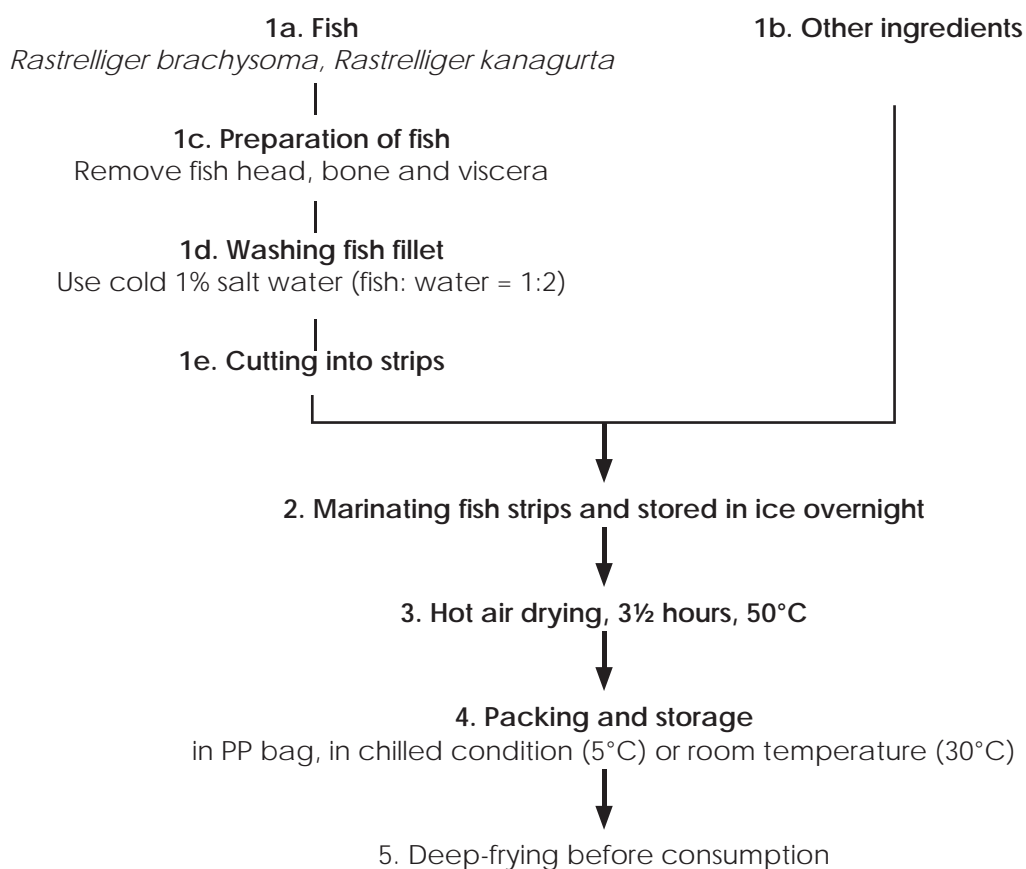 1a. Fish
1b. Other ingredients
Rastrelliger brachysoma, Rastrelliger kanagurta
1c. Preparation of fish
Remove fish head, bone and viscera
1d. Washing fish fillet
Use cold 1% salt water (fish: water = 1:2)
1e. Cutting into strips
2. Marinating fish strips and stored in ice overnight
3. Hot air drying, 3½ hours, 50°C
4. Packing and storage
in PP bag, in chilled condition (5°C) or room temperature (30°C)
5. Deep-frying before consumption